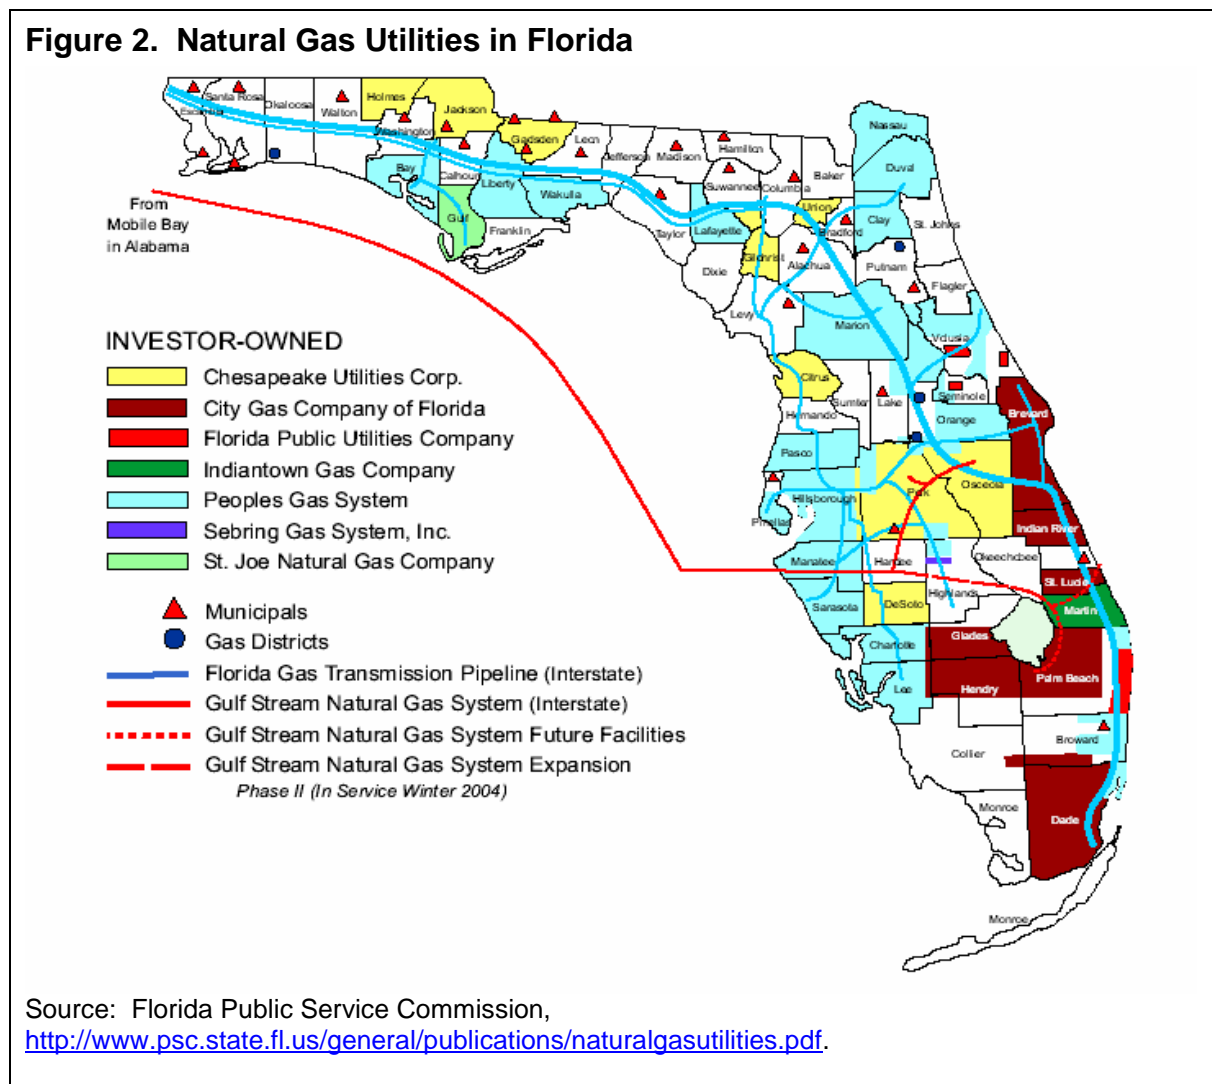 Figure 2.  Natural Gas Utilities in Florida
Escambia
Santa Rosa
Okaloosa
Walton
Holmes
Jackson
Washington
Gadsden
Leon
Jefferson
Madison
Hamilton
Nassau
Bay
Calhoun
Liberty
Wakulla
Suwannee
Columbia
Baker
Duval
Gulf
Franklin
Taylor
Lafayette
Union
Bradford
Clay
St. Johns
From
Mobile Bay
in Alabama
Dixie
Gilchrist
Alachua
Putnam
Flagler
Levy
Marion
Volusia
INVESTOR-OWNED
Chesapeake Utilities Corp.
City Gas Company of Florida
Florida Public Utilities Company
Indiantown Gas Company
Peoples Gas System
Sebring Gas System, Inc.
St. Joe Natural Gas Company
Municipals
Gas Districts
Florida Gas Transmission Pipeline (Interstate)
Gulf Stream Natural Gas System (Interstate)
Gulf Stream Natural Gas System Future Facilities
Gulf Stream Natural Gas System Expansion
Phase II (In Service Winter 2004)
Citrus
Sumter
Lake
Seminole
Hernando
Orange
Brevard
Pasco
Hillsborough
Polk
Osceola
Pinellas
Indian River
Manatee
Hardee
Okeechobee
St. Lucie
Sarasota
DeSoto
Highlands
Martin
Charlotte
Glades
Lee
Hendry
Palm Beach
Collier
Broward
Monroe
Dade
Monroe
Source:  Florida Public Service Commission,
http://www.psc.state.fl.us/general/publications/naturalgasutilities.pdf.